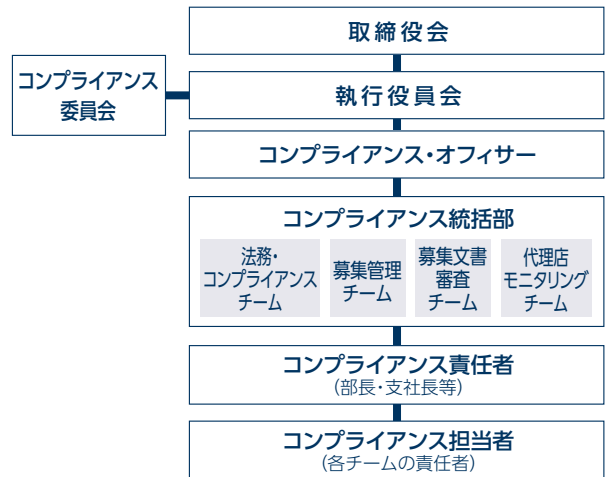 取締役会
コンプライアンス
委員会
執行役員会
コンプライアンス・オフィサー
コンプライアンス統括部
法務・
コンプライアンス
チーム
募集管理
チーム
募集文書
審査
チーム
代理店
モニタリング
チーム
コンプライアンス責任者
(部長・支社長等)
コンプライアンス担当者
(各チームの責任者)